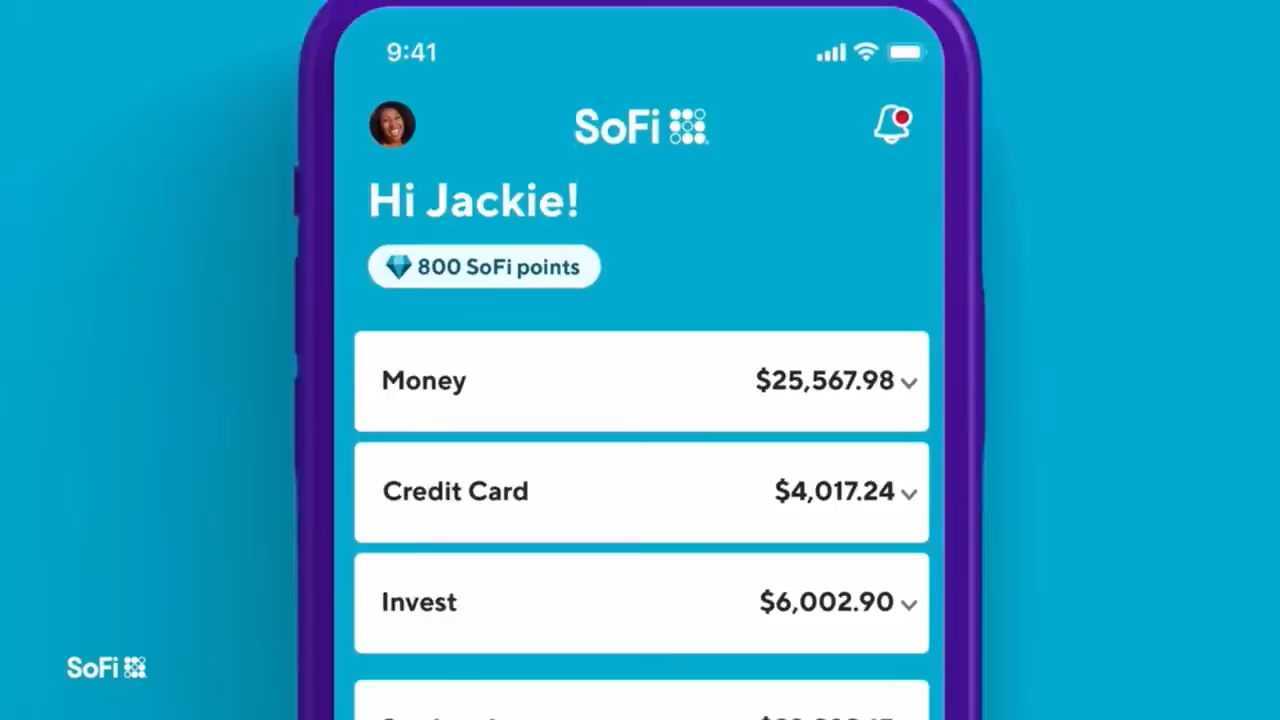 9:41
SoFi
Hi Jackie!
800 SoFi points
Money $25,567.98
Credit Card $4,017.24
Invest $6,002.90
SoFi